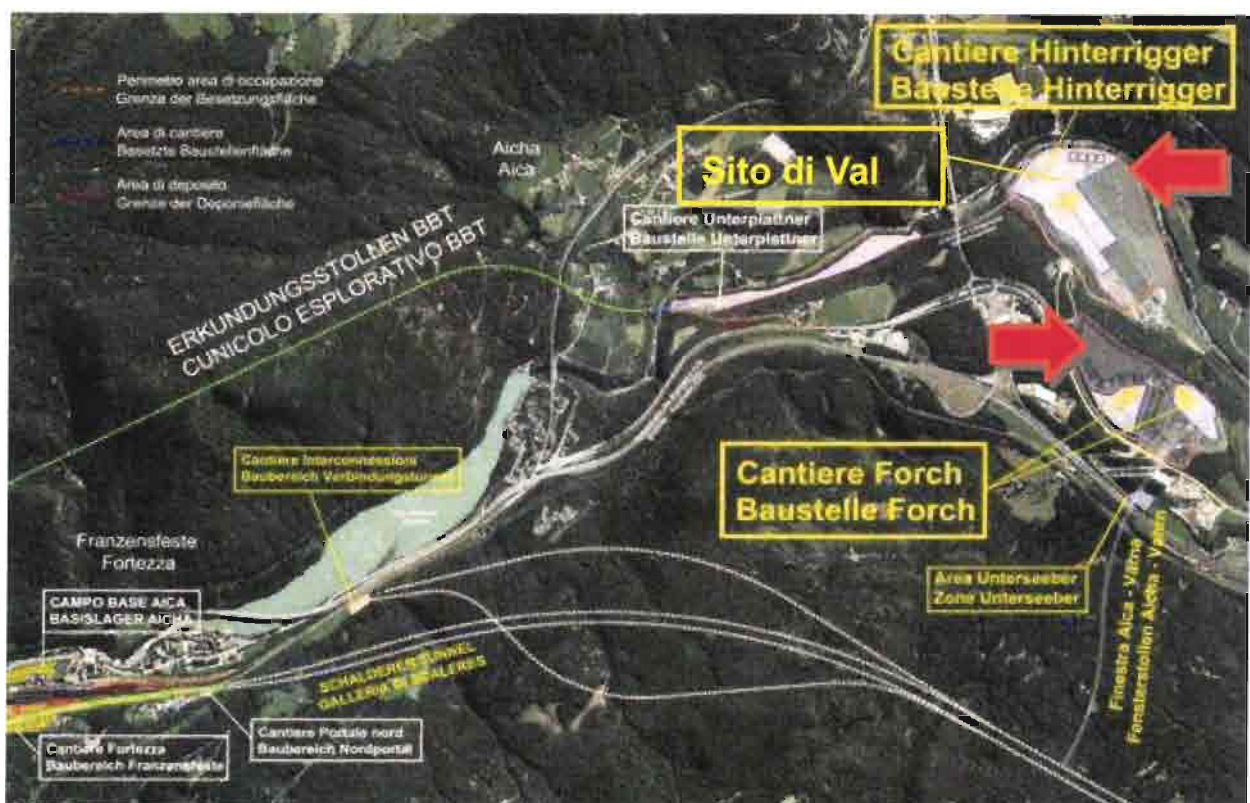 Cantiere Hinterrigger
Baustelle Hinterrigger
Perimetro area di occupazione
Grenze der Besetzungsfläche
Area di cantiere
Besetzte Baustellenfläche
Area di deposito
Grenze der Deponiefläche
Aicha
Aica
Sito di Val
Cantiere Unterplattner
Baustelle Unterplattner
ERKUNDUNGSSTOLLEN BBT
CUNICOLO ESPLORATIVO BBT
Cantiere Interconnessioni
Baubereich Verbindungstunnel
Cantiere Forch
Baustelle Forch
Franzensfeste
Fortezza
Area Unterseeber
Zone Unterseeber
Finestra Aica - Varna
Fensterstollen Aicha - Vahrn
CAMPO BASE AICA
BASISLAGER AICHA
SCHALDERER TUNNEL
GALLERIA SCALERES
Cantiere Portale nord
Baubereich Nordportal
Cantiere Fortezza
Baubereich Franzensfeste